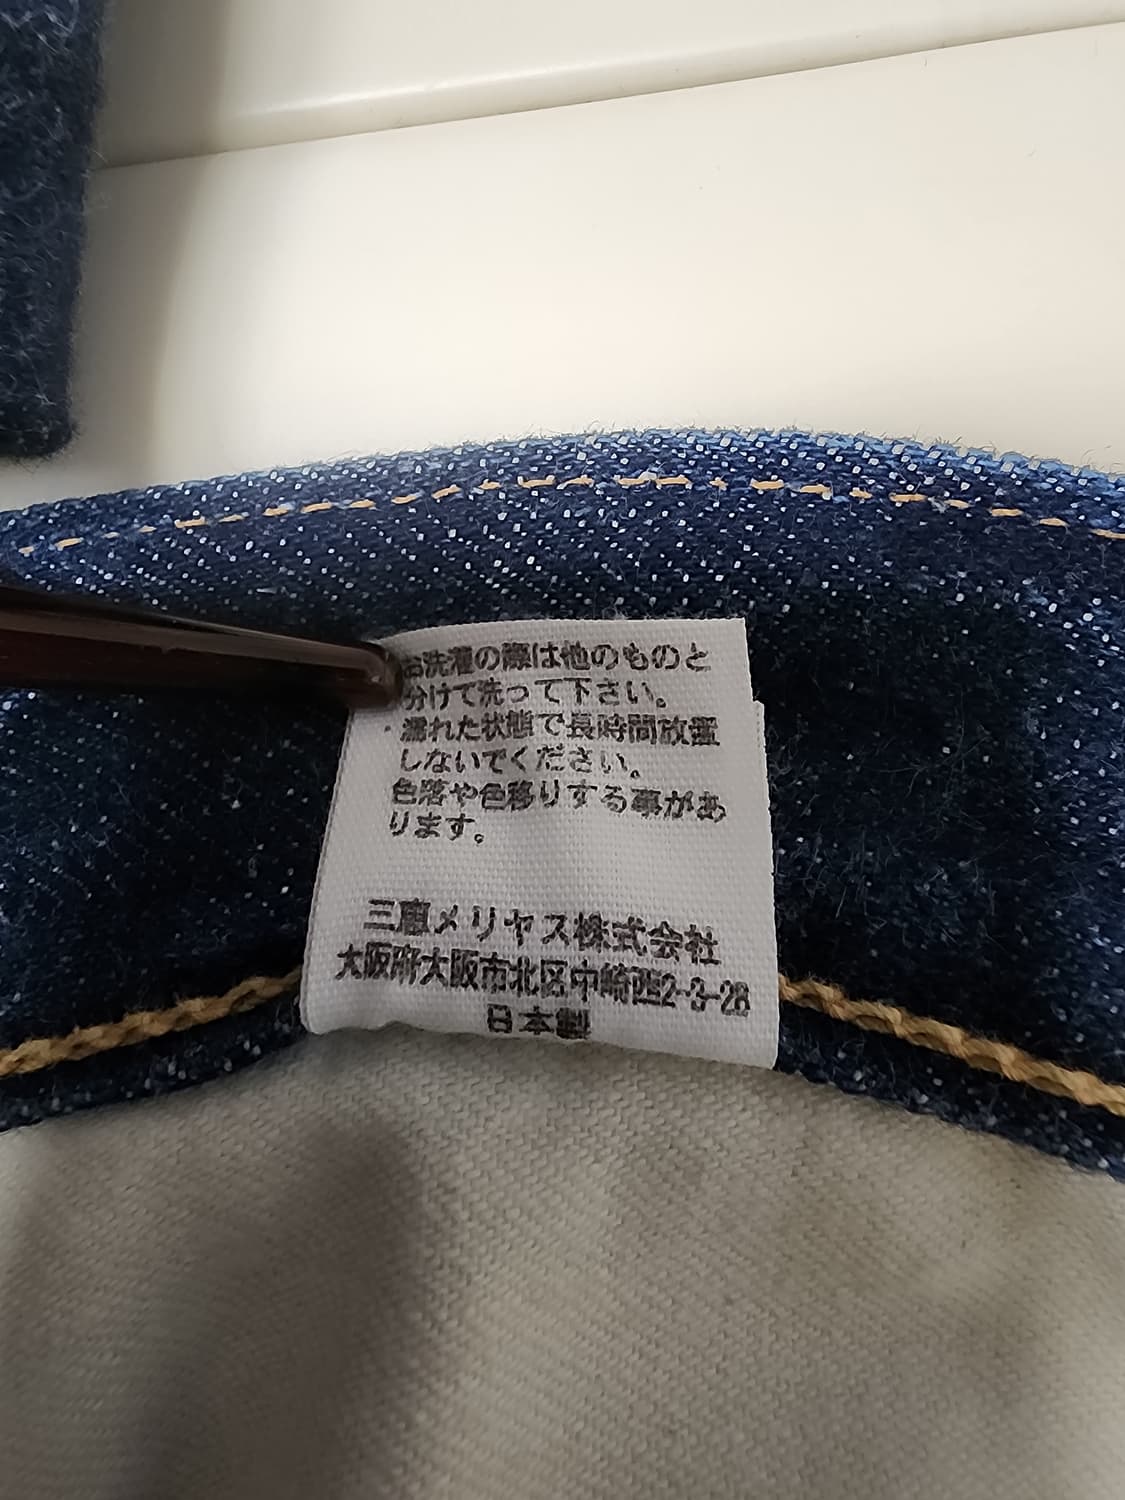 お洗濯の際は他のものと
分けて洗って下さい。
・濡れた状態で長時間放置
しないでください。
色落や色移りする事があ
ります。
三恵メリヤス株式会社
大阪府大阪市北区中崎西2-3-28
日本製